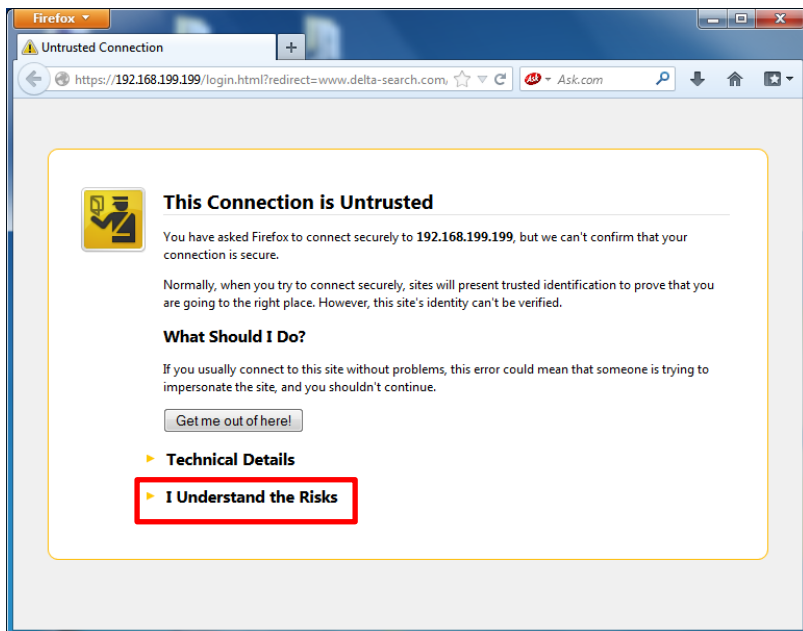 Firefox
Untrusted Connection
https://192.168.199.199/login.html?redirect=www.delta-search.com,
Ask Ask.com
This Connection is Untrusted
You have asked Firefox to connect securely to 192.168.199.199, but we can't confirm that your
connection is secure.
Normally, when you try to connect securely, sites will present trusted identification to prove that you
are going to the right place. However, this site's identity can't be verified.
What Should I Do?
If you usually connect to this site without problems, this error could mean that someone is trying to
impersonate the site, and you shouldn't continue.
Get me out of here!
Technical Details
I Understand the Risks